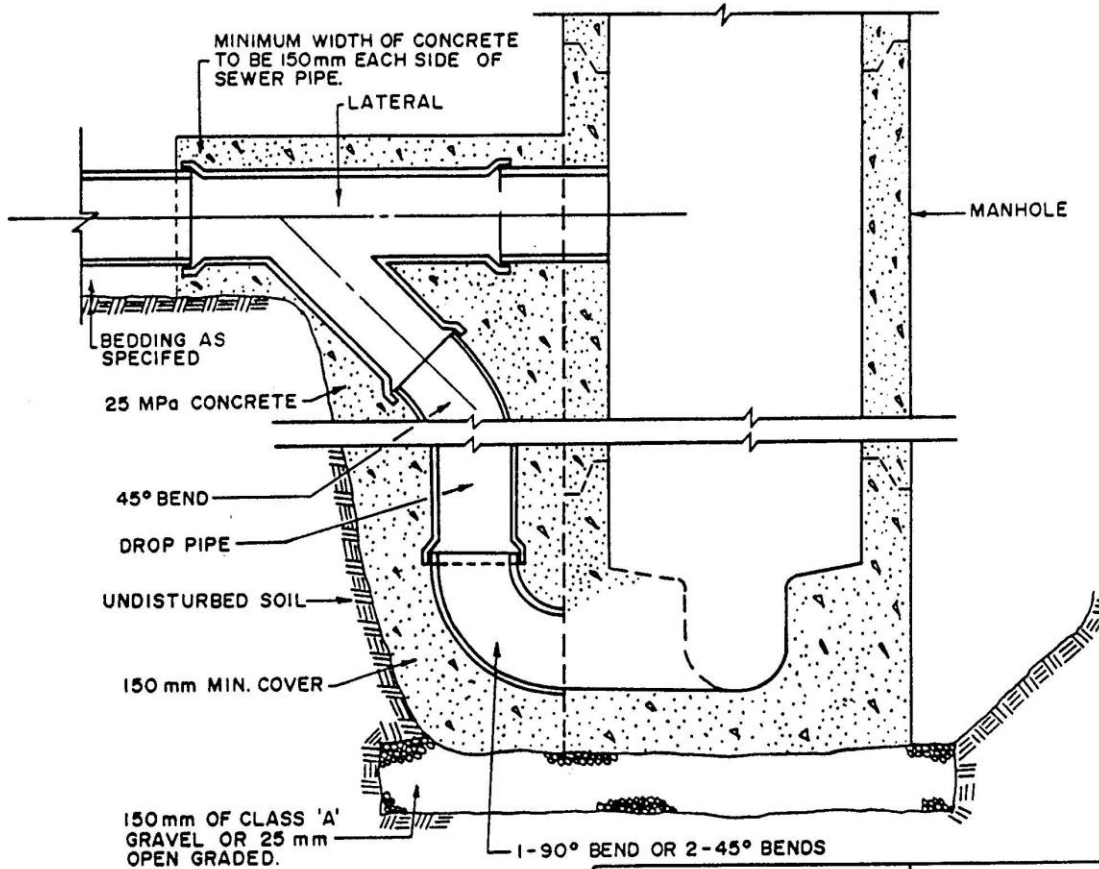 MINIMUM WIDTH OF CONCRETE
TO BE 150mm EACH SIDE OF
SEWER PIPE.
LATERAL
MANHOLE
BEDDING AS
SPECIFED
25 MPa CONCRETE
45° BEND
DROP PIPE
UNDISTURBED SOIL
150 mm MIN. COVER
150 mm OF CLASS 'A'
GRAVEL OR 25 mm
OPEN GRADED.
1-90° BEND OR 2-45° BENDS